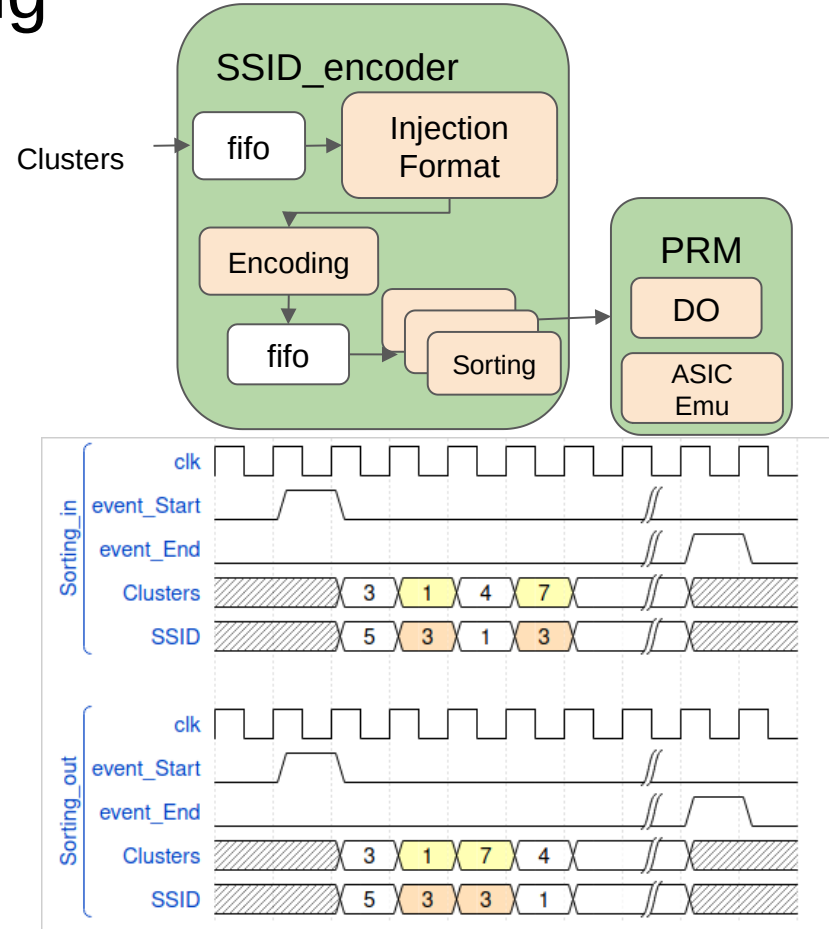 SSID_encoder
Clusters
fifo
Injection
Format
Encoding
fifo
Sorting
PRM
DO
ASIC
Emu
Sorting_in
clk
event_Start
event_End
Clusters 3 1 4 7
SSID 5 3 1 3
Sorting_out
clk
event_Start
event_End
Clusters 3 1 7 4
SSID 5 3 3 1